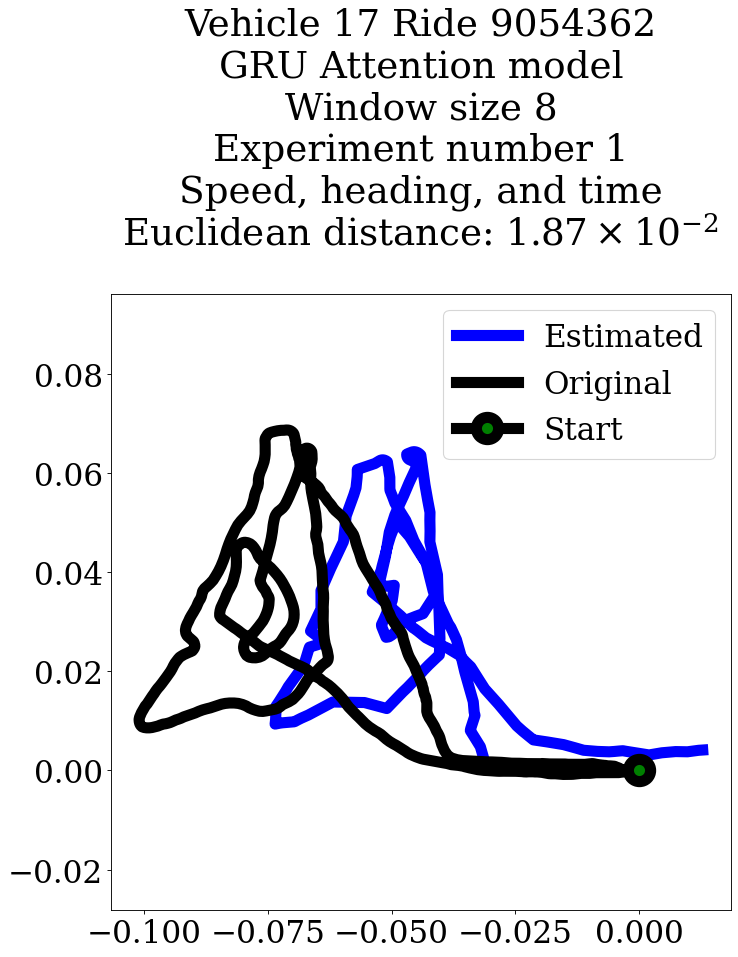 Vehicle 17 Ride 9054362
GRU Attention model
Window size 8
Experiment number 1
Speed, heading, and time
Euclidean distance: 1.87 × 10⁻²
Estimated
Original
Start
0.08
0.06
0.04
0.02
0.00
−0.02
−0.100 −0.075 −0.050 −0.025 0.000